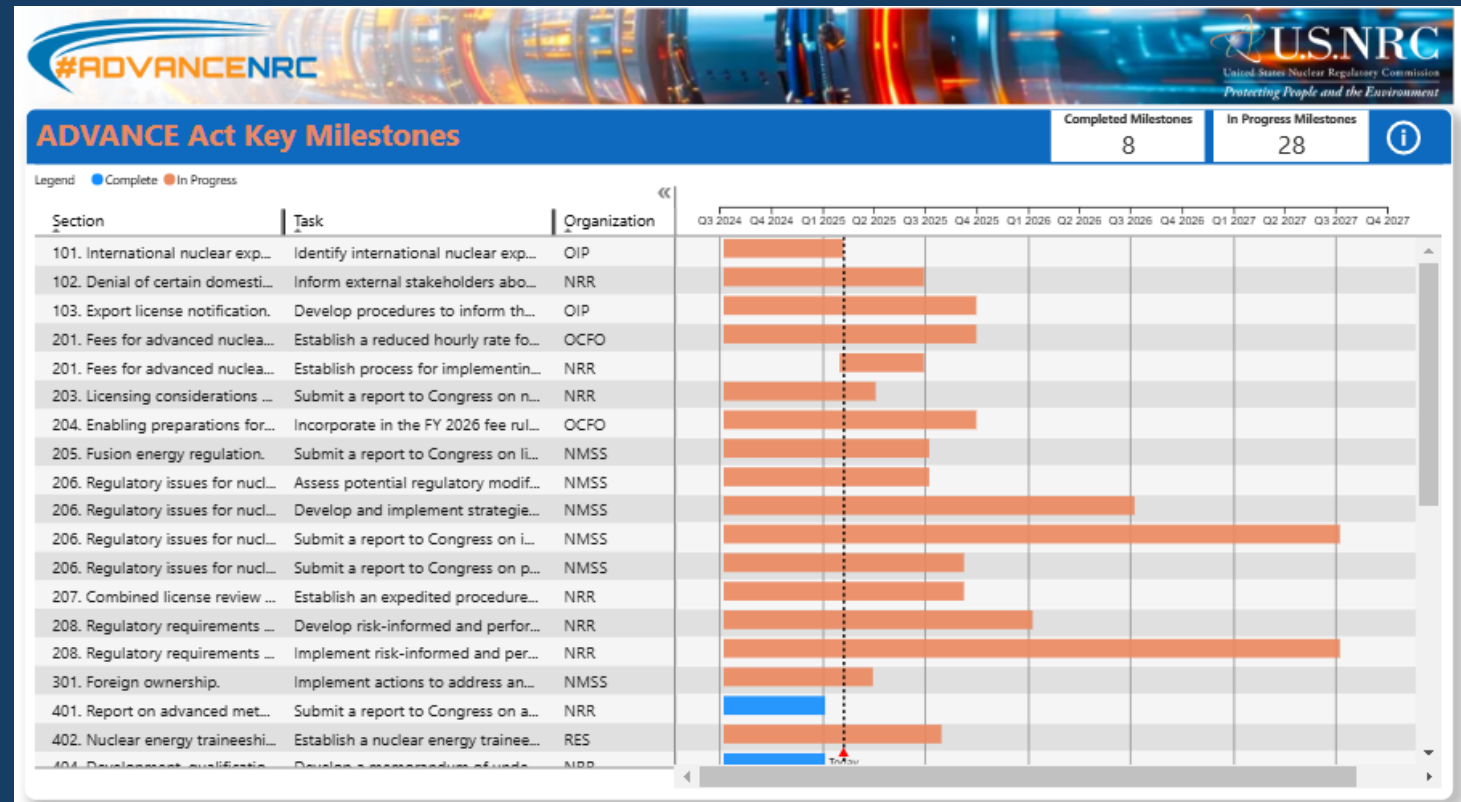 #ADVANCENRC
U.S.NRC
United States Nuclear Regulatory Commission
Protecting People and the Environment
ADVANCE Act Key Milestones
Completed Milestones
8
In Progress Milestones
28
Legend Complete In Progress
Section Task Organization
Q3 2024 Q4 2024 Q1 2025 Q2 2025 Q3 2025 Q4 2025 Q1 2026 Q2 2026 Q3 2026 Q4 2026 Q1 2027 Q2 2027 Q3 2027 Q4 2027
101. International nuclear exp... Identify international nuclear exp... OIP
102. Denial of certain domesti... Inform external stakeholders abo... NRR
103. Export license notification. Develop procedures to inform th... OIP
201. Fees for advanced nuclea... Establish a reduced hourly rate fo... OCFO
201. Fees for advanced nuclea... Establish process for implementin... NRR
203. Licensing considerations ... Submit a report to Congress on n... NRR
204. Enabling preparations for... Incorporate in the FY 2026 fee rul... OCFO
205. Fusion energy regulation. Submit a report to Congress on li... NMSS
206. Regulatory issues for nucl... Assess potential regulatory modif... NMSS
206. Regulatory issues for nucl... Develop and implement strategie... NMSS
206. Regulatory issues for nucl... Submit a report to Congress on i... NMSS
206. Regulatory issues for nucl... Submit a report to Congress on p... NMSS
207. Combined license review ... Establish an expedited procedure... NRR
208. Regulatory requirements ... Develop risk-informed and perfor... NRR
208. Regulatory requirements ... Implement risk-informed and per... NRR
301. Foreign ownership. Implement actions to address an... NMSS
401. Report on advanced met... Submit a report to Congress on a... NRR
402. Nuclear energy traineeshi... Establish a nuclear energy trainee... RES
404. Development, qualificatio... Develop a memorandum of unde... NRR
Today